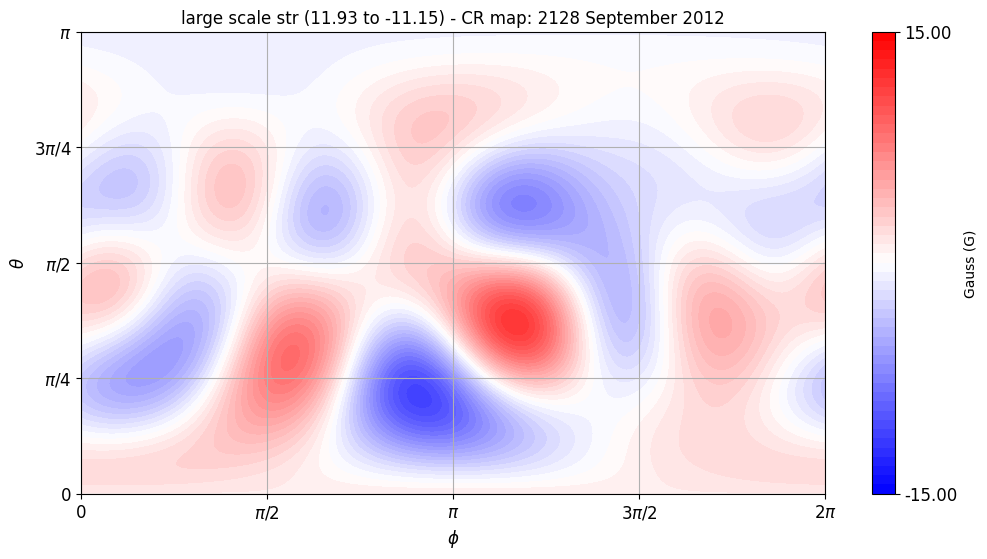 large scale str (11.93 to -11.15) - CR map: 2128 September 2012
π
3π/4
π/2
π/4
0
θ
0
π/2
π
3π/2
2π
ϕ
15.00
-15.00
Gauss (G)